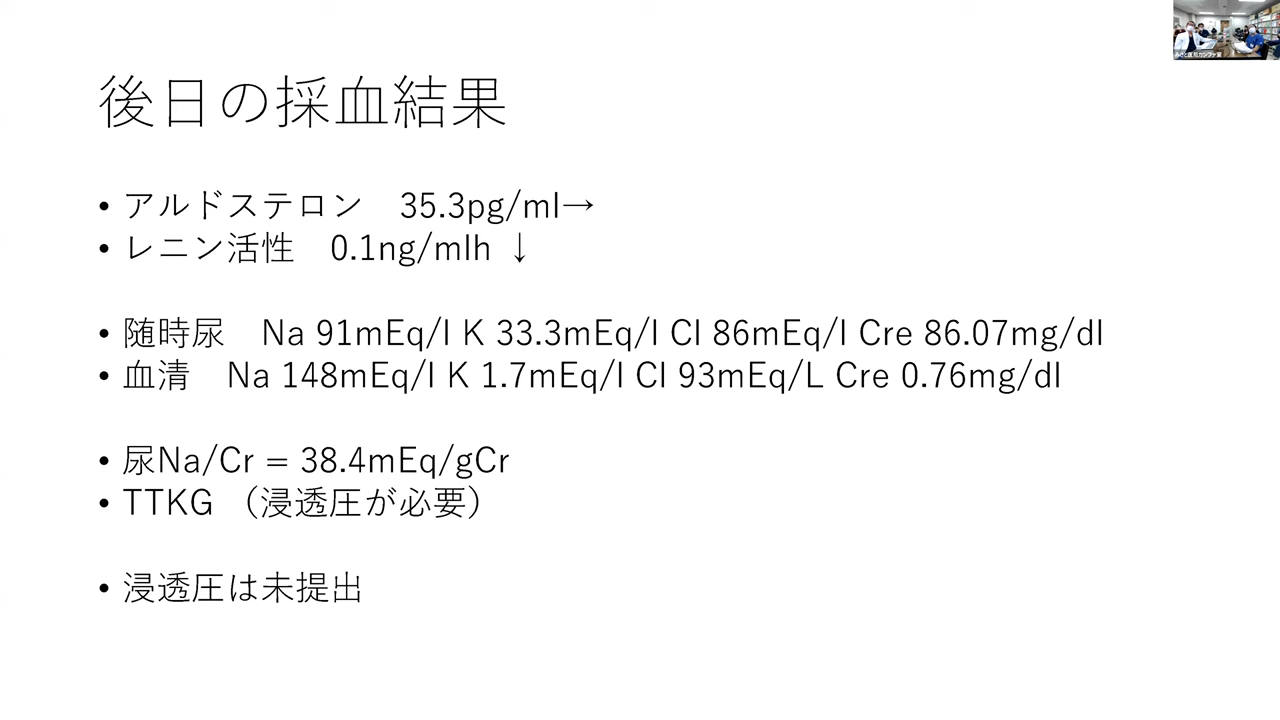 後日の採血結果
• アルドステロン　35.3pg/ml→
• レニン活性　0.1ng/mlh ↓
• 随時尿　Na 91mEq/l K 33.3mEq/l Cl 86mEq/l Cre 86.07mg/dl
• 血清　Na 148mEq/l K 1.7mEq/l Cl 93mEq/L Cre 0.76mg/dl
• 尿Na/Cr = 38.4mEq/gCr
• TTKG （浸透圧が必要）
• 浸透圧は未提出